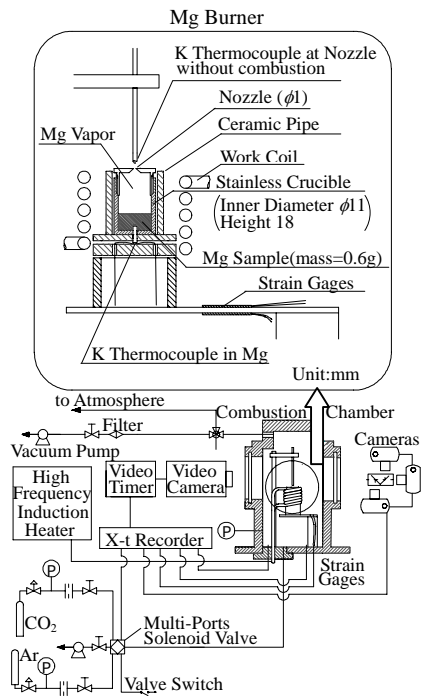 Mg Burner
K Thermocouple at Nozzle
without combustion
Nozzle (ϕ1)
Ceramic Pipe
Mg Vapor
Work Coil
Stainless Crucible
(Inner Diameter ϕ11)
Height 18
Mg Sample(mass=0.6g)
Strain Gages
K Thermocouple in Mg
Unit:mm
to Atmosphere
Combustion Chamber
Filter
Vacuum Pump
Cameras
High
Frequency
Induction
Heater
Video
Timer
Video
Camera
P
X-t Recorder
Strain
Gages
P
CO2
Multi-Ports
Solenoid Valve
Ar
P
Valve Switch